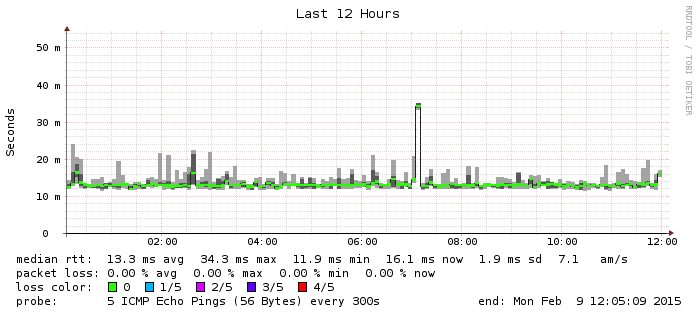 Last 12 Hours
RRDTOOL / TOBI OETIKER
Seconds
50 m
40 m
30 m
20 m
10 m
0
02:00 04:00 06:00 08:00 10:00 12:00
median rtt: 13.3 ms avg 34.3 ms max 11.9 ms min 16.1 ms now 1.9 ms sd 7.1 am/s
packet loss: 0.00 % avg 0.00 % max 0.00 % min 0.00 % now
loss color: 0 1/5 2/5 3/5 4/5
probe: 5 ICMP Echo Pings (56 Bytes) every 300s end: Mon Feb 9 12:05:09 2015